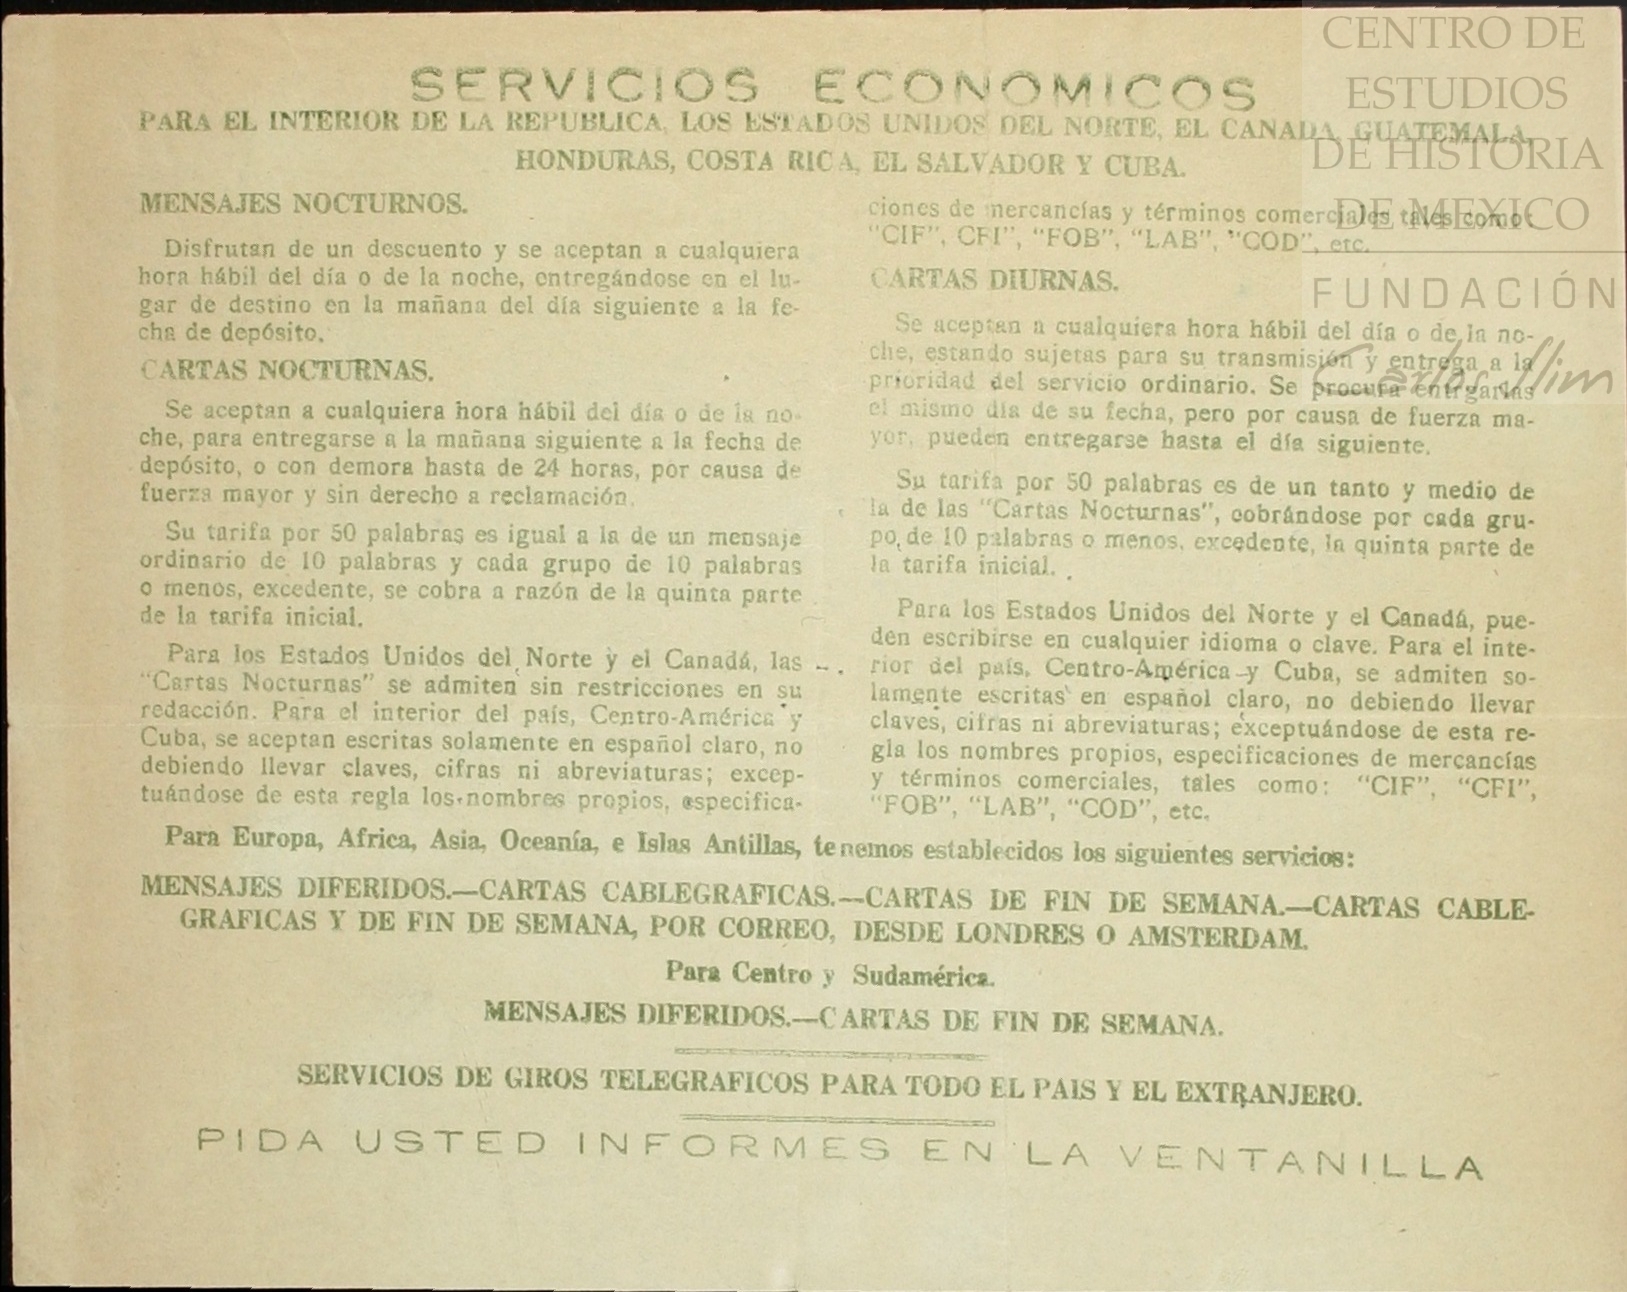 CENTRO DE
ESTUDIOS
DE HISTORIA
DE MEXICO
FUNDACIÓN
Carlos Slim
SERVICIOS ECONOMICOS
PARA EL INTERIOR DE LA REPUBLICA, LOS ESTADOS UNIDOS DEL NORTE, EL CANADA, GUATEMALA,
HONDURAS, COSTA RICA, EL SALVADOR Y CUBA.
MENSAJES NOCTURNOS.
Disfrutan de un descuento y se aceptan a cualquiera
hora hábil del día o de la noche, entregándose en el lu-
gar de destino en la mañana del día siguiente a la fe-
cha de depósito.
CARTAS NOCTURNAS.
Se aceptan a cualquiera hora hábil del día o de la no-
che, para entregarse a la mañana siguiente a la fecha de
depósito, o con demora hasta de 24 horas, por causa de
fuerza mayor y sin derecho a reclamación.
Su tarifa por 50 palabras es igual a la de un mensaje
ordinario de 10 palabras y cada grupo de 10 palabras
o menos, excedente, se cobra a razón de la quinta parte
de la tarifa inicial.
Para los Estados Unidos del Norte y el Canadá, las
"Cartas Nocturnas" se admiten sin restricciones en su
redacción. Para el interior del país, Centro-América y
Cuba, se aceptan escritas solamente en español claro, no
debiendo llevar claves, cifras ni abreviaturas; excep-
tuándose de esta regla los nombres propios, especifica-
ciones de mercancías y términos comerciales tales como:
"CIF", CFI", "FOB", "LAB", "COD", etc.
CARTAS DIURNAS.
Se aceptan a cualquiera hora hábil del día o de la no-
che, estando sujetas para su transmisión y entrega a la
prioridad del servicio ordinario. Se procura entrgarlas
el mismo día de su fecha, pero por causa de fuerza ma-
yor, pueden entregarse hasta el día siguiente.
Su tarifa por 50 palabras es de un tanto y medio de
la de las "Cartas Nocturnas", cobrándose por cada gru-
po de 10 palabras o menos, excedente, la quinta parte de
la tarifa inicial.
Para los Estados Unidos del Norte y el Canadá, pue-
den escribirse en cualquier idioma o clave. Para el inte-
rior del país, Centro-América y Cuba, se admiten so-
lamente escritas en español claro, no debiendo llevar
claves, cifras ni abreviaturas; exceptuándose de esta re-
gla los nombres propios, especificaciones de mercancías
y términos comerciales, tales como: "CIF", "CFI",
"FOB", "LAB", "COD", etc.
Para Europa, Africa, Asia, Oceanía, e Islas Antillas, tenemos establecidos los siguientes servicios:
MENSAJES DIFERIDOS.—CARTAS CABLEGRAFICAS.—CARTAS DE FIN DE SEMANA.—CARTAS CABLE-
GRAFICAS Y DE FIN DE SEMANA, POR CORREO, DESDE LONDRES O AMSTERDAM.
Para Centro y Sudamérica.
MENSAJES DIFERIDOS.—CARTAS DE FIN DE SEMANA.
SERVICIOS DE GIROS TELEGRAFICOS PARA TODO EL PAIS Y EL EXTRANJERO.
PIDA USTED INFORMES EN LA VENTANILLA